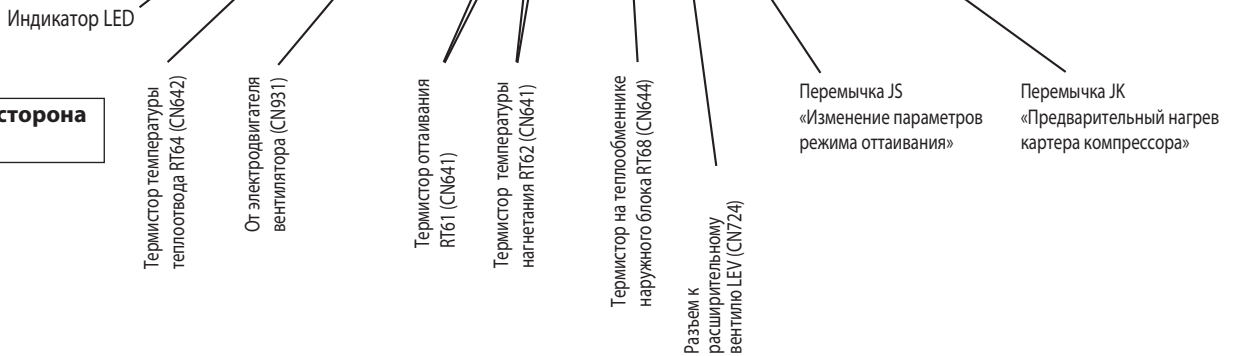 Индикатор LED
сторона
Термистор температуры
теплоотвода RT64 (CN642)
От электродвигателя
вентилятора (CN931)
Термистор оттаивания
RT61 (CN641)
Термистор температуры
нагнетания RT62 (CN641)
Термистор на теплообменнике
наружного блока RT68 (CN644)
Разъем к
расширительному
вентилю LEV (CN724)
Перемычка JS
«Изменение параметров
режима оттаивания»
Перемычка JK
«Предварительный нагрев
картера компрессора»